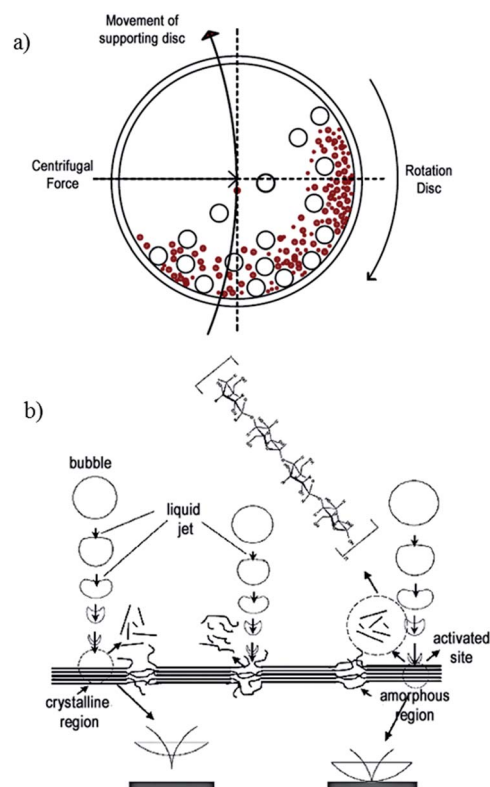 a)
Movement of
supporting disc
Centrifugal
Force
Rotation
Disc
b)
bubble
liquid
jet
activated
site
crystalline
region
amorphous
region